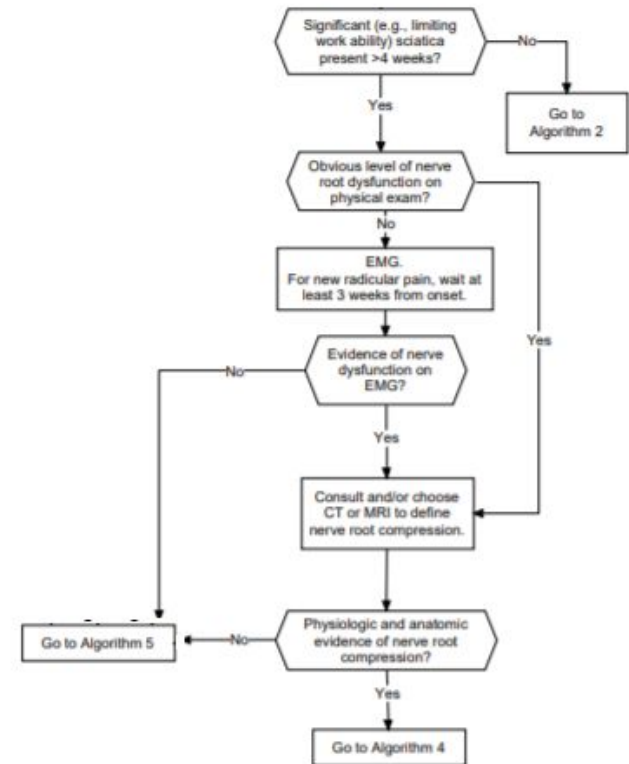 Significant (e.g., limiting
work ability) sciatica
present >4 weeks?
No
Yes
Go to
Algorithm 2
Obvious level of nerve
root dysfunction on
physical exam?
No
EMG.
For new radicular pain, wait at
least 3 weeks from onset.
Yes
Evidence of nerve
dysfunction on
EMG?
No
Yes
Consult and/or choose
CT or MRI to define
nerve root compression.
Physiologic and anatomic
evidence of nerve root
compression?
No
Go to Algorithm 5
Yes
Go to Algorithm 4